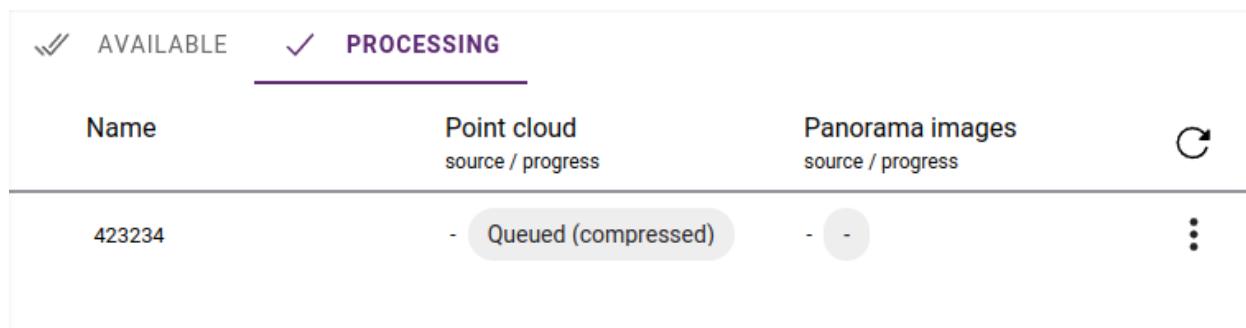 AVAILABLE PROCESSING
Name Point cloud Panorama images
source / progress source / progress
423234 - Queued (compressed) - -